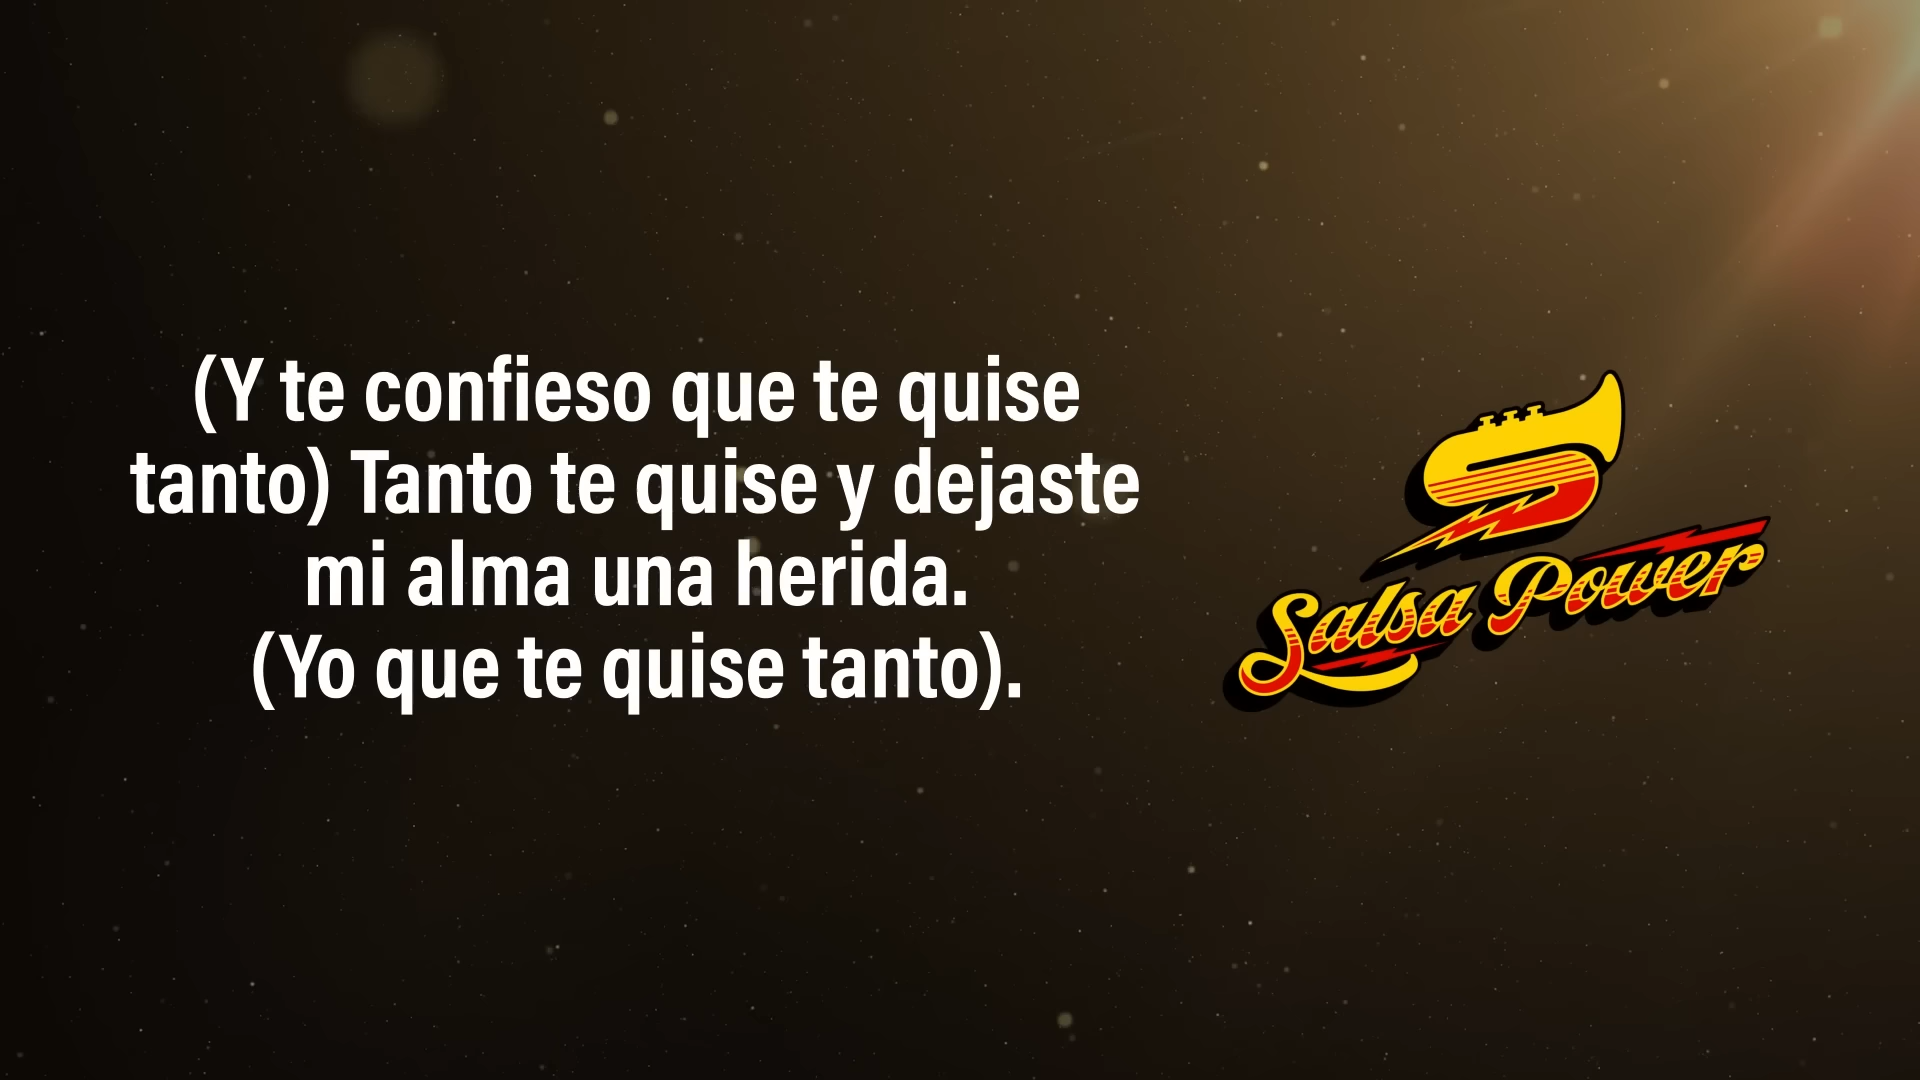 (Y te confieso que te quise
tanto) Tanto te quise y dejaste
mi alma una herida.
(Yo que te quise tanto).
Salsa Power